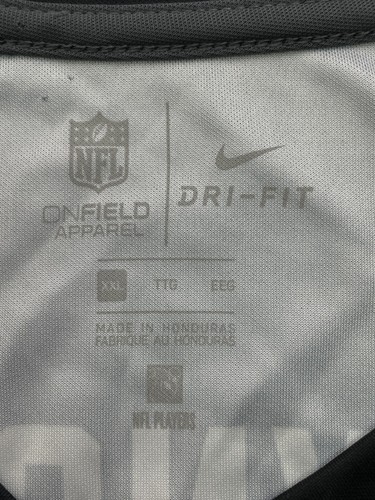 NFL
ONFIELD
APPAREL
DRI-FIT
XXL TTG EEG
MADE IN HONDURAS
FABRIQUE AU HONDURAS
NFL PLAYERS